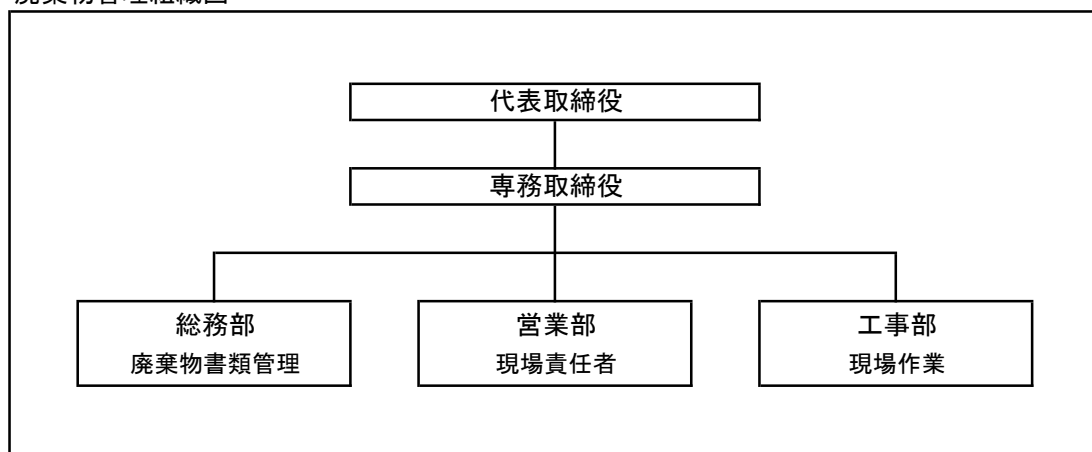 代表取締役
専務取締役
総務部
廃棄物書類管理
営業部
現場責任者
工事部
現場作業